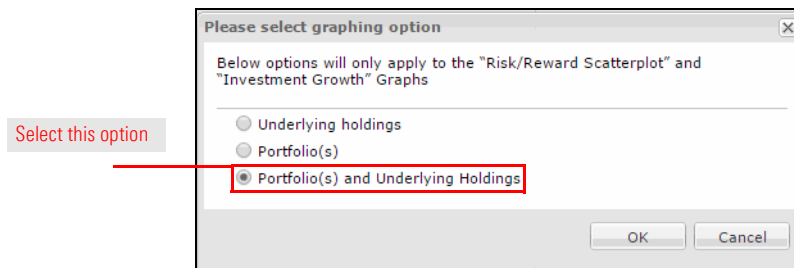 Please select graphing option
Below options will only apply to the “Risk/Reward Scatterplot” and
“Investment Growth” Graphs
Underlying holdings
Select this option
Portfolio(s)
Portfolio(s) and Underlying Holdings
OK
Cancel